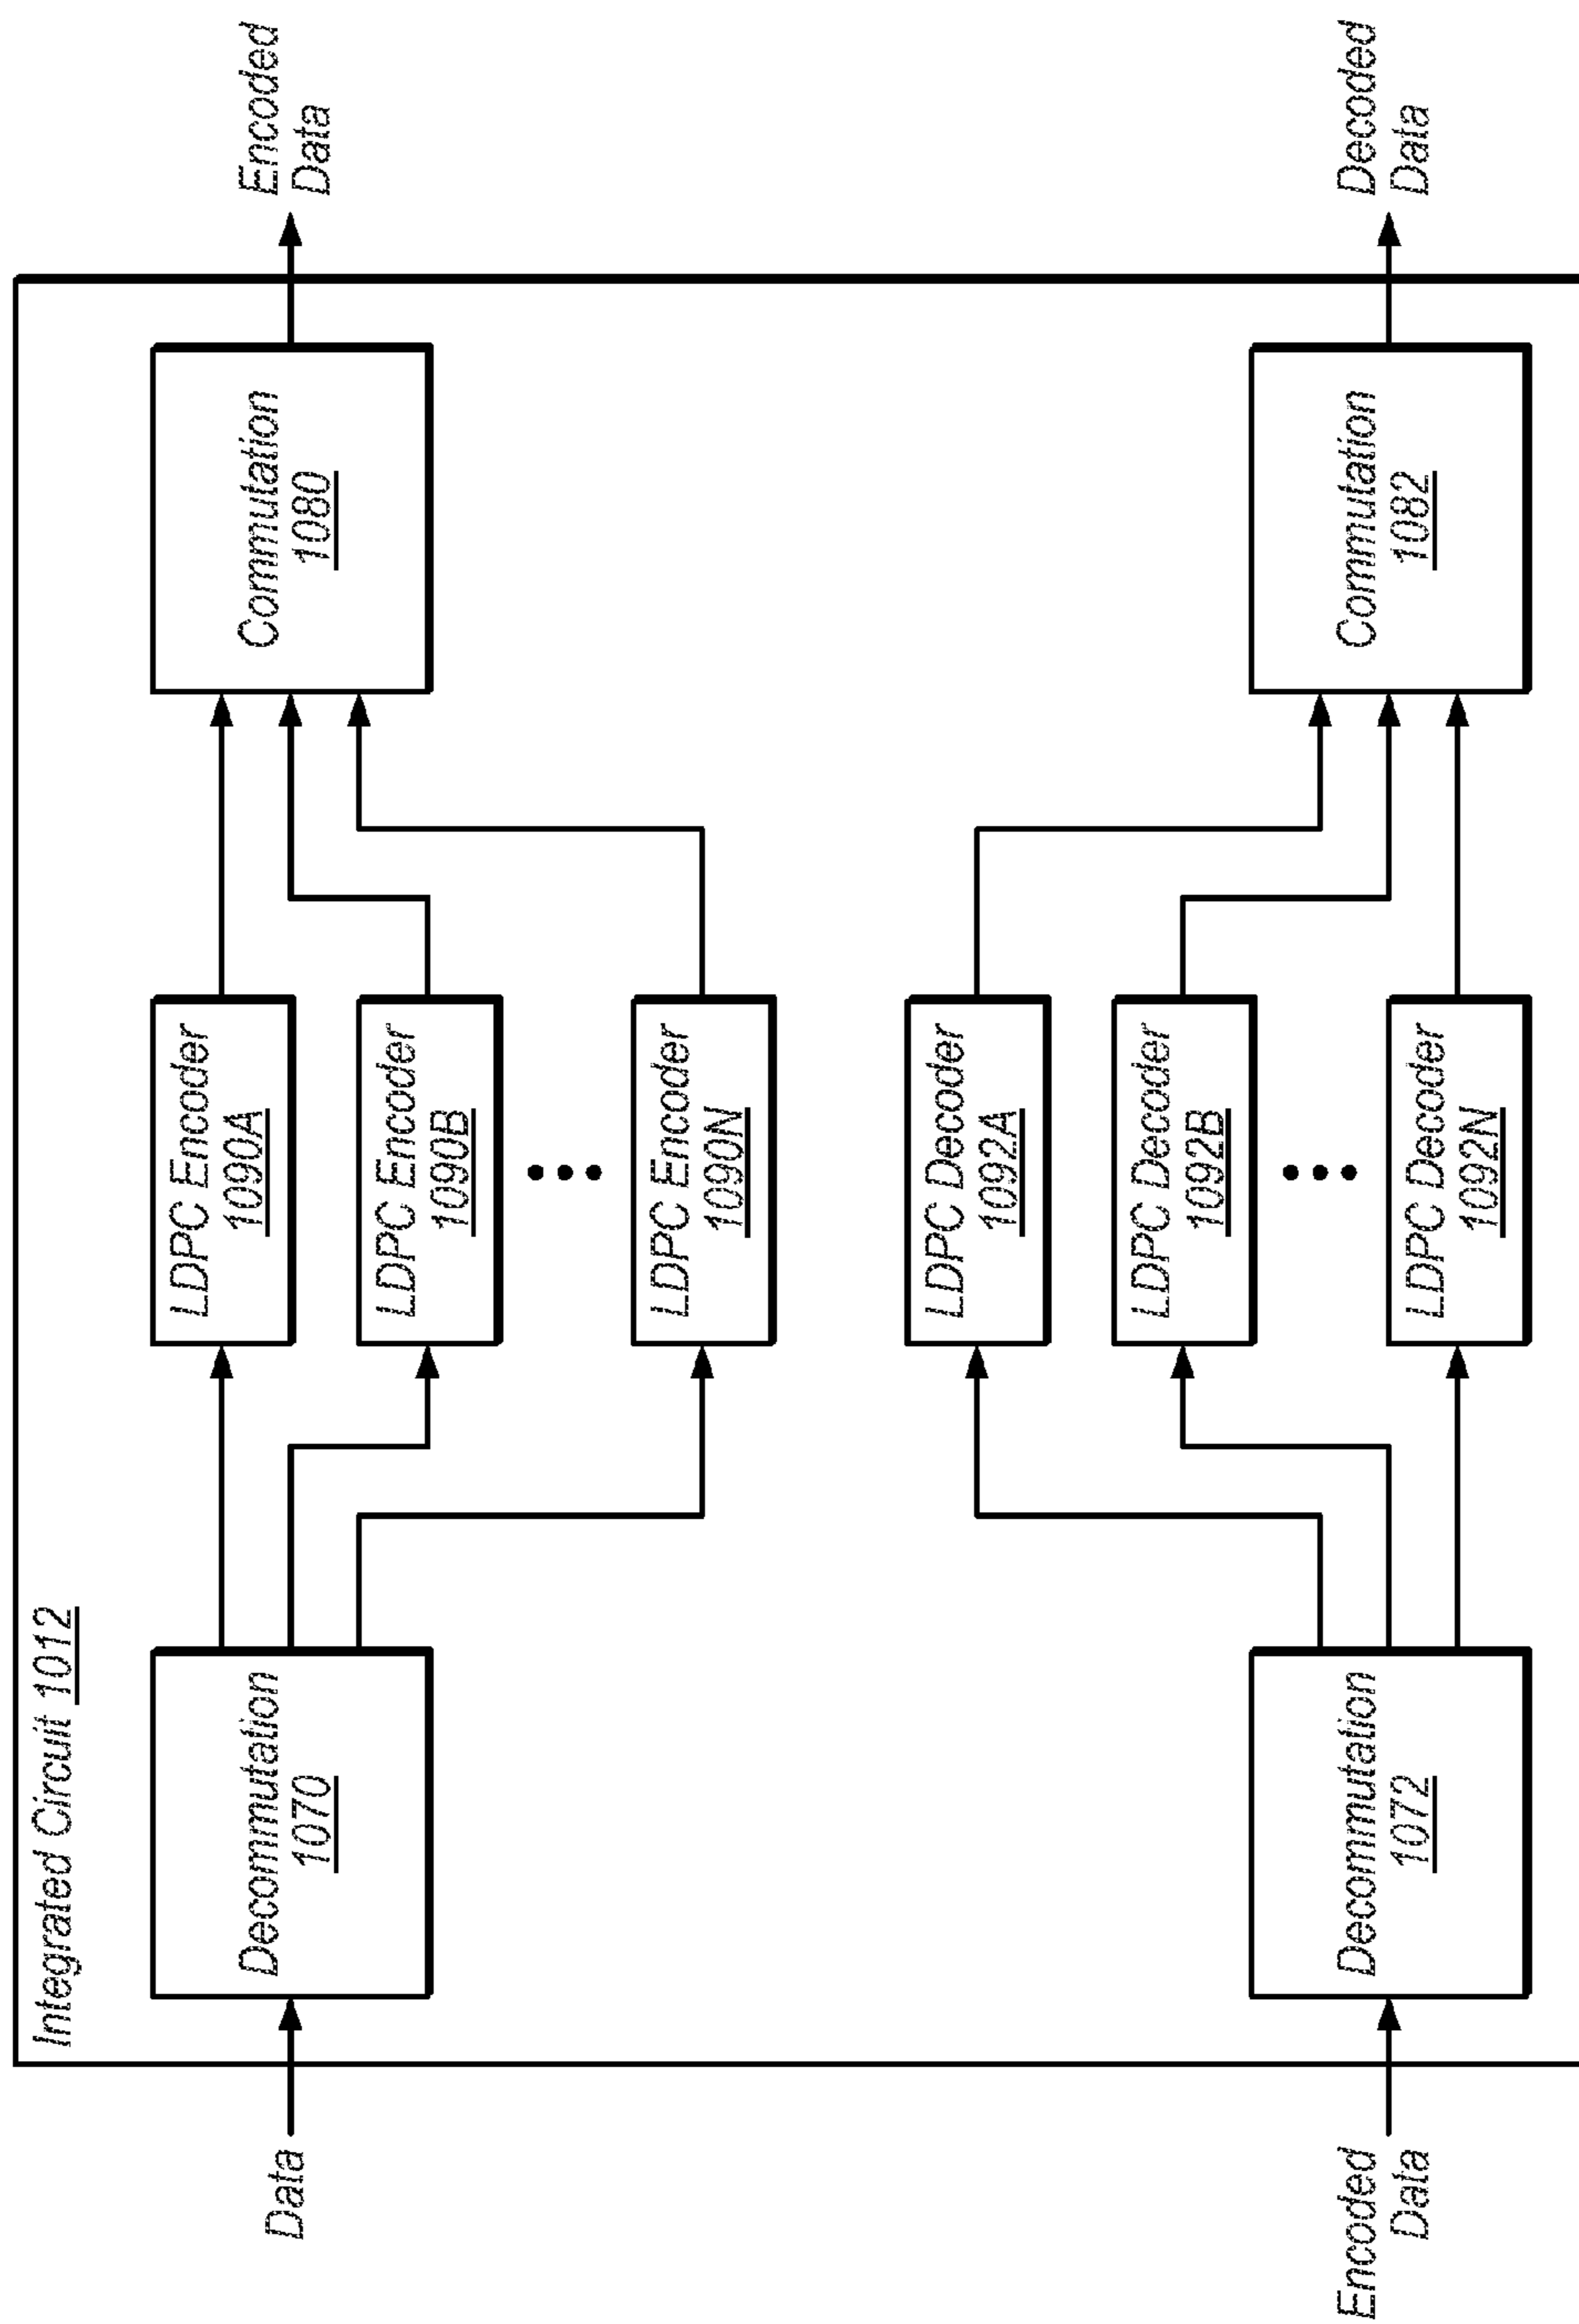 Integrated Circuit 1012
Data
Decommutation
1070
LDPC Encoder
1090A
LDPC Encoder
1090B
LDPC Encoder
1090N
Commutation
1080
Encoded
Data
Encoded
Data
Decommutation
1072
LDPC Decoder
1092A
LDPC Decoder
1092B
LDPC Decoder
1092N
Commutation
1082
Decoded
Data